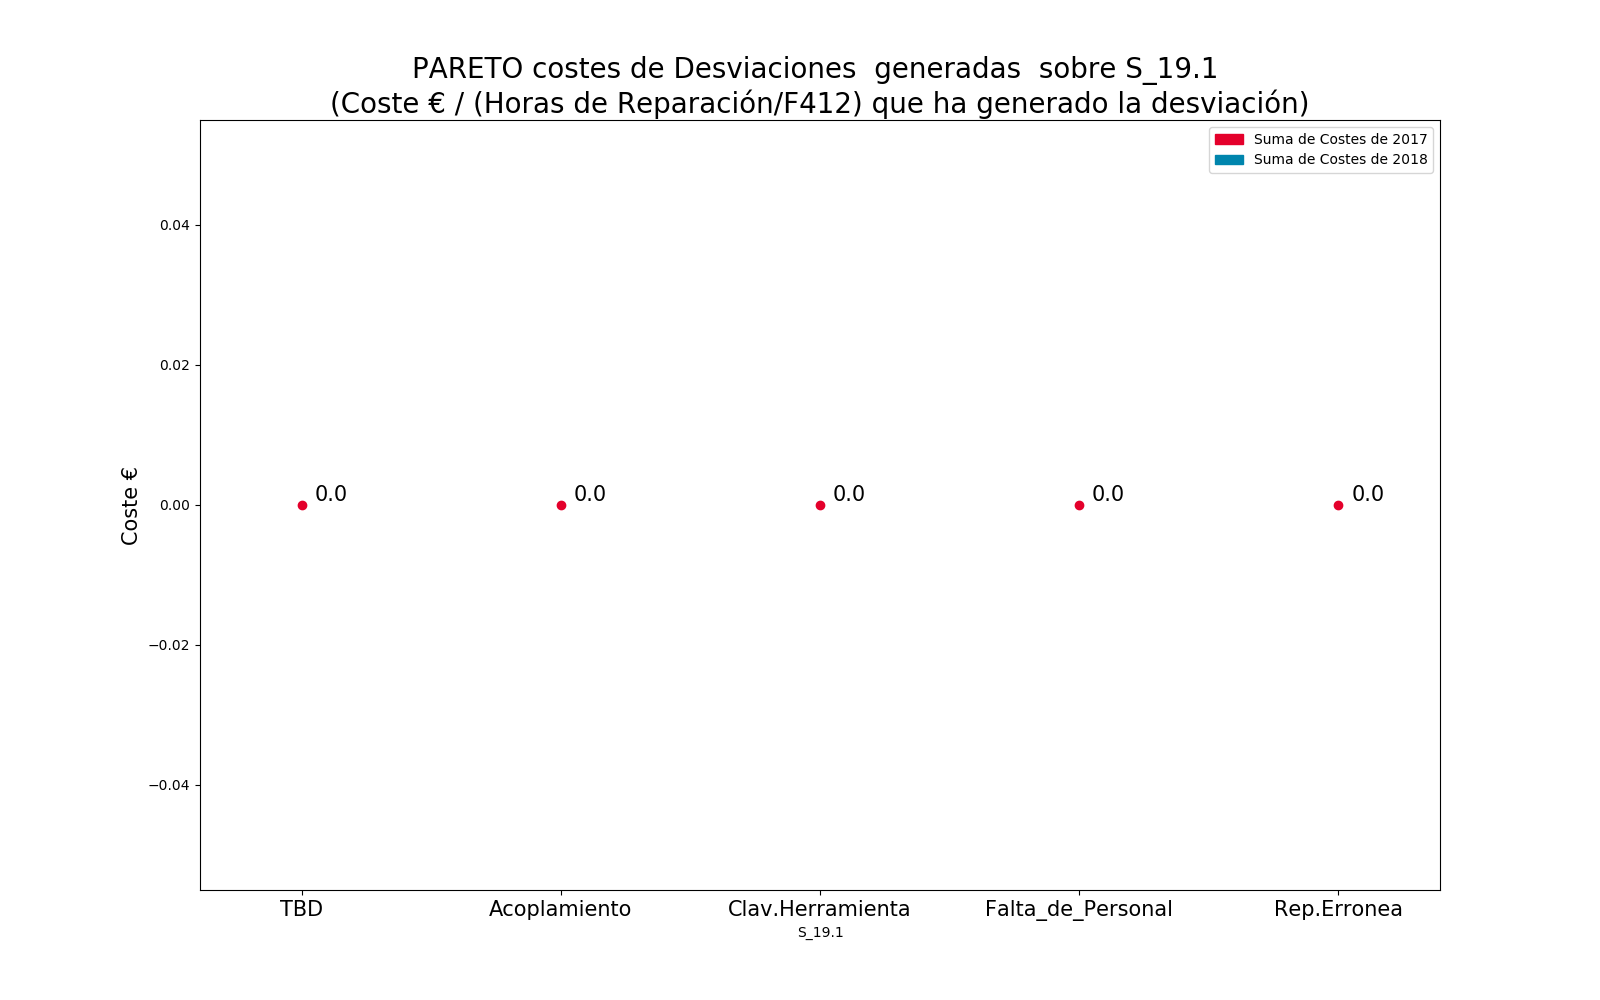 PARETO costes de Desviaciones  generadas  sobre S_19.1
(Coste € / (Horas de Reparación/F412) que ha generado la desviación)
Suma de Costes de 2017
Suma de Costes de 2018
0.04
0.02
0.00
−0.02
−0.04
Coste €
0.0 0.0 0.0 0.0 0.0
TBD Acoplamiento Clav.Herramienta Falta_de_Personal Rep.Erronea
S_19.1